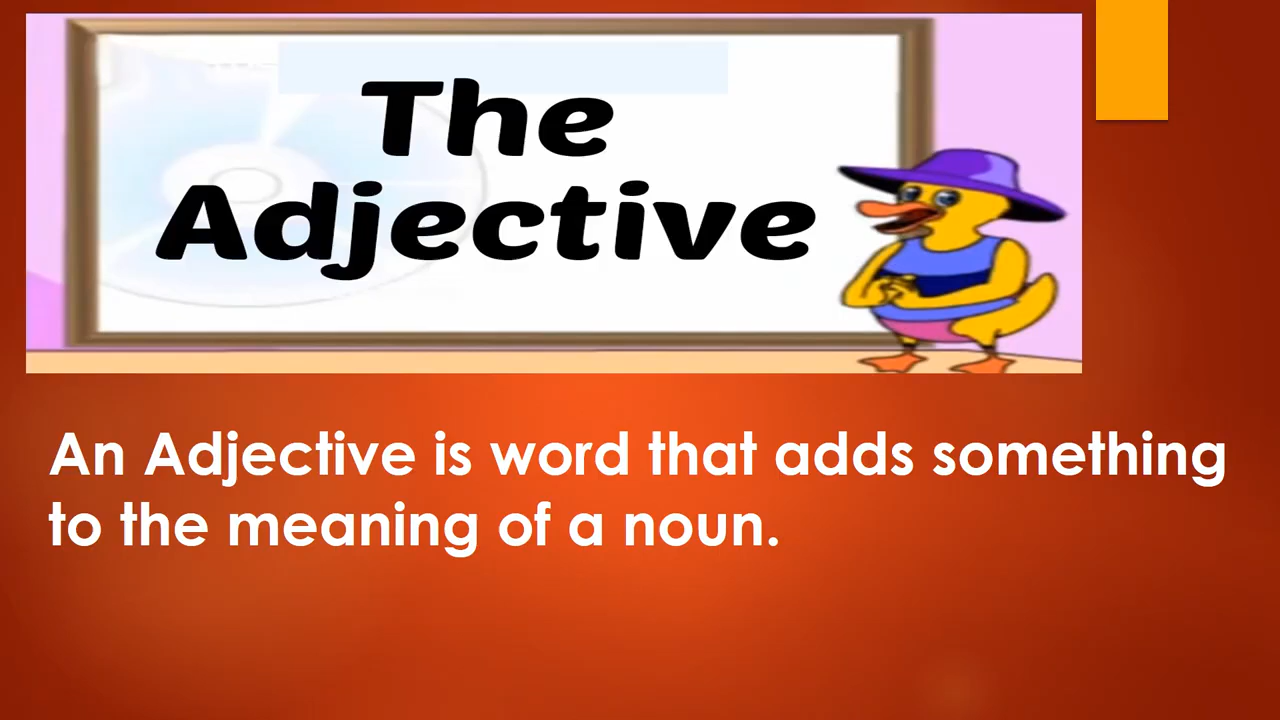 The
Adjective
An Adjective is word that adds something
to the meaning of a noun.